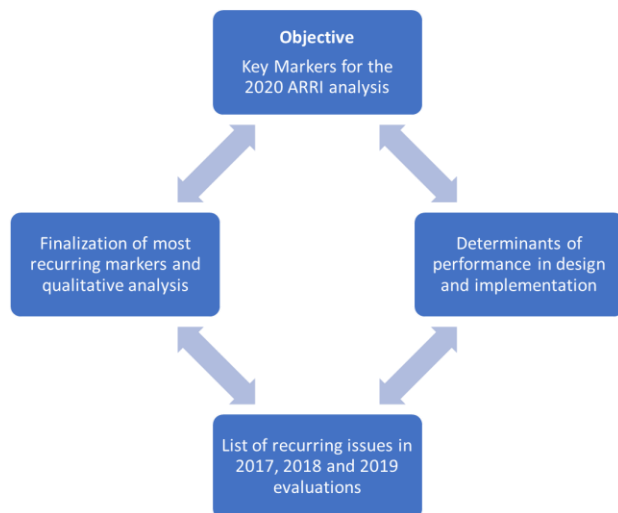 Objective
Key Markers for the
2020 ARRI analysis
Finalization of most
recurring markers and
qualitative analysis
Determinants of
performance in design
and implementation
List of recurring issues in
2017, 2018 and 2019
evaluations